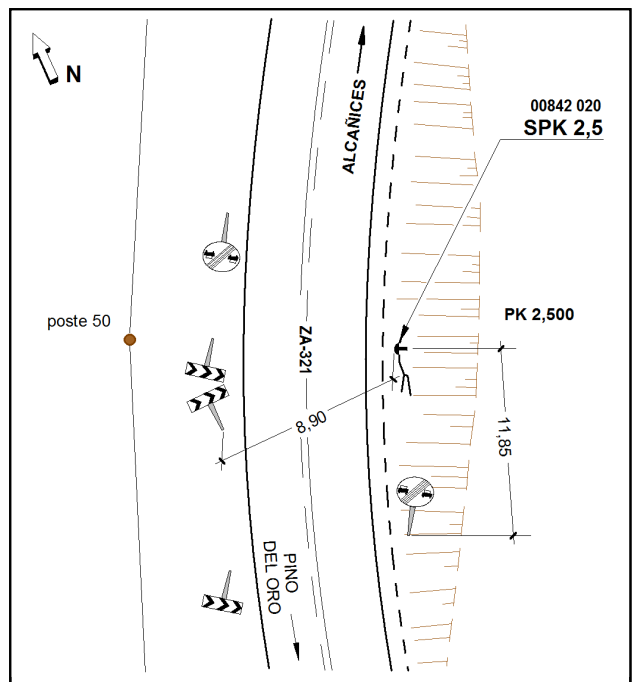 N
ALCAÑICES
00842 020
SPK 2,5
poste 50
PK 2,500
ZA-321
8,90
11,85
PINO
DEL ORO